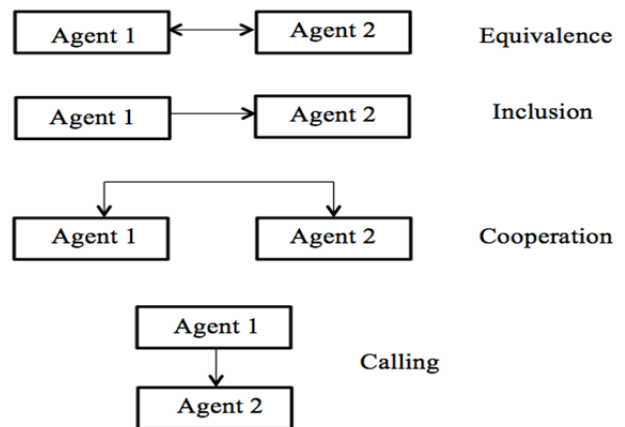 Agent 1 Agent 2 Equivalence
Agent 1 Agent 2 Inclusion
Agent 1 Agent 2 Cooperation
Agent 1
Calling
Agent 2